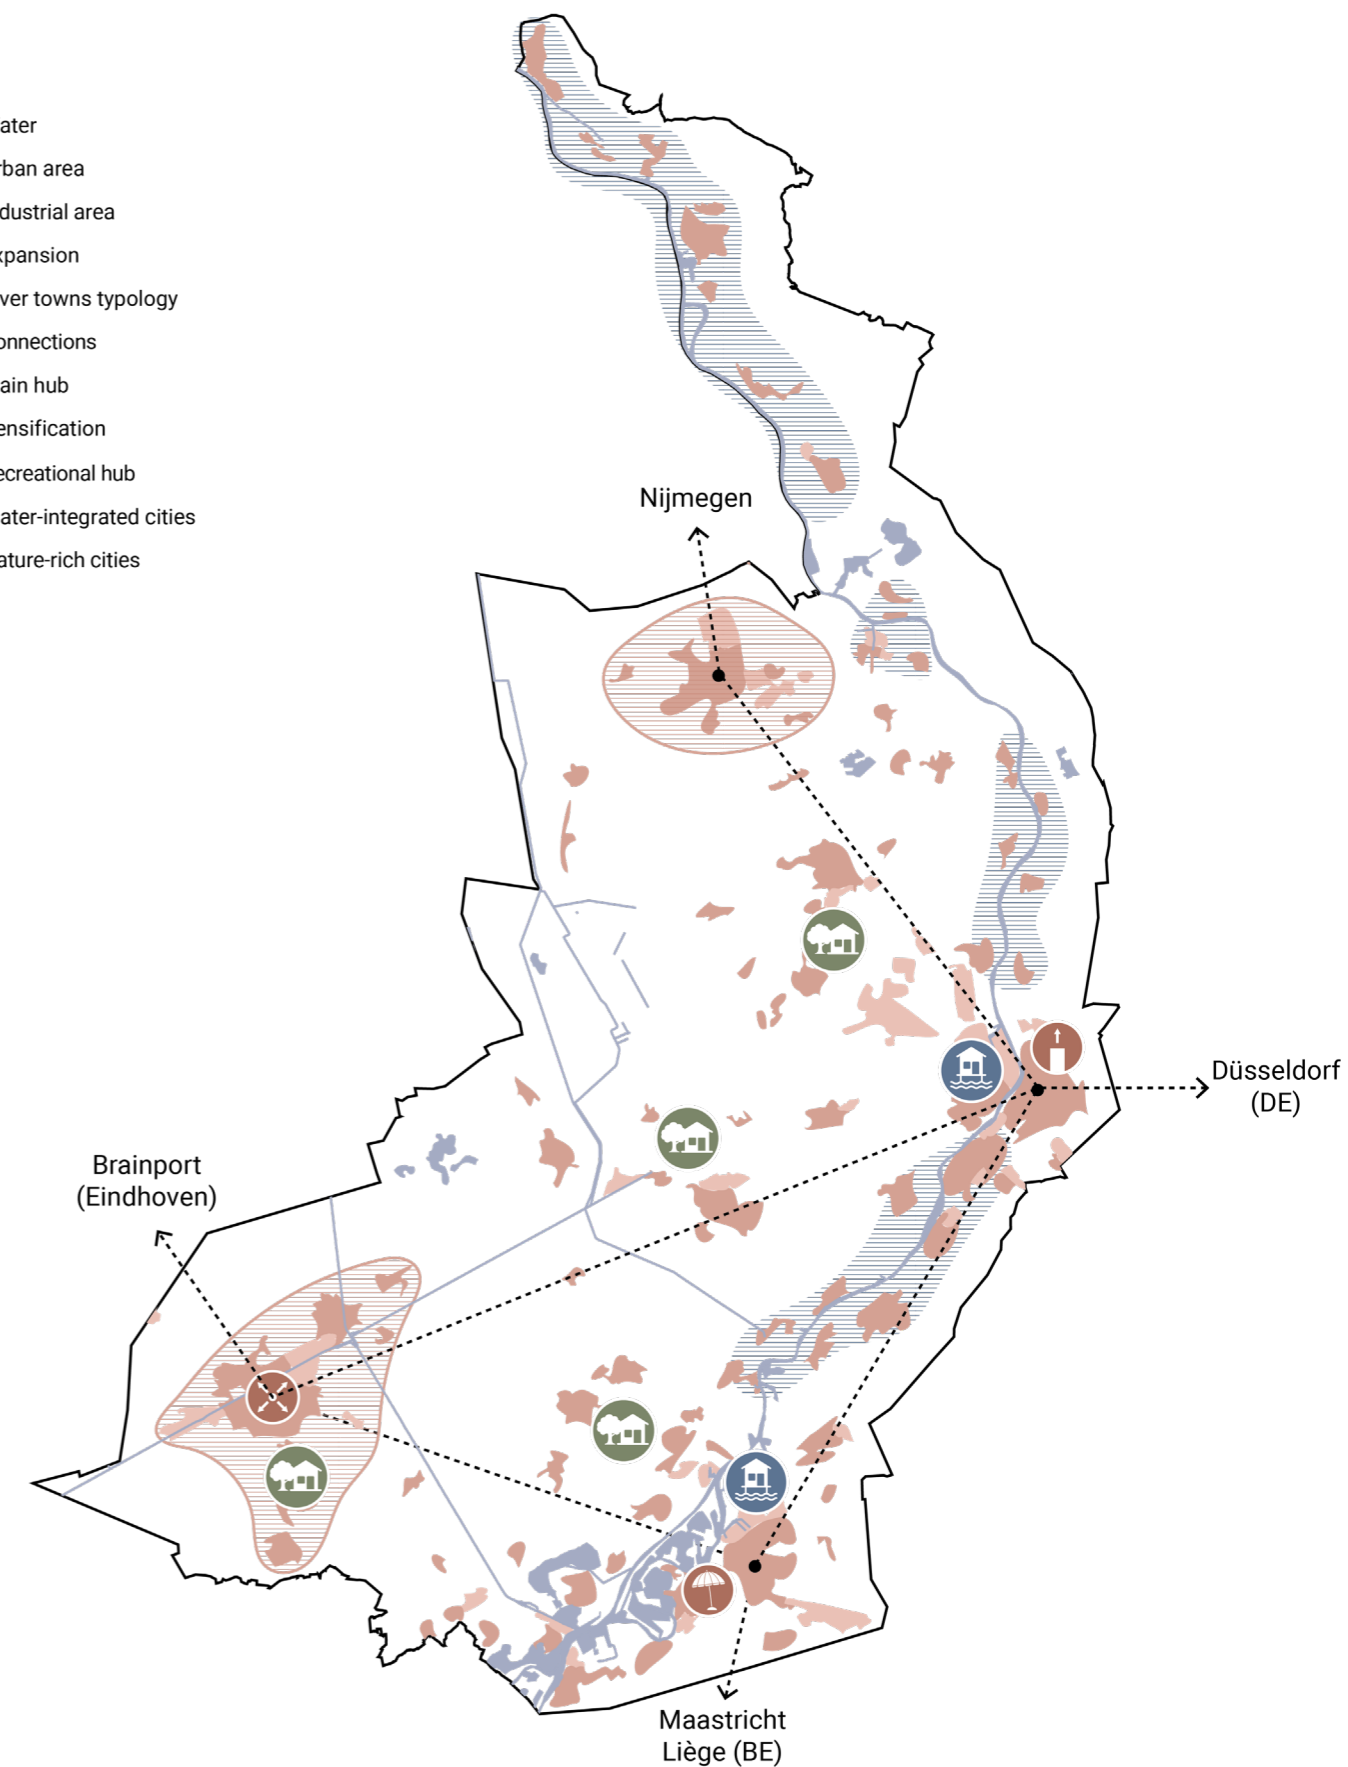 ater
rban area
dustrial area
xpansion
ver towns typology
onnections
ain hub
ensification
ecreational hub
ater-integrated cities
ature-rich cities
Nijmegen
Düsseldorf
(DE)
Brainport
(Eindhoven)
Maastricht
Liège (BE)